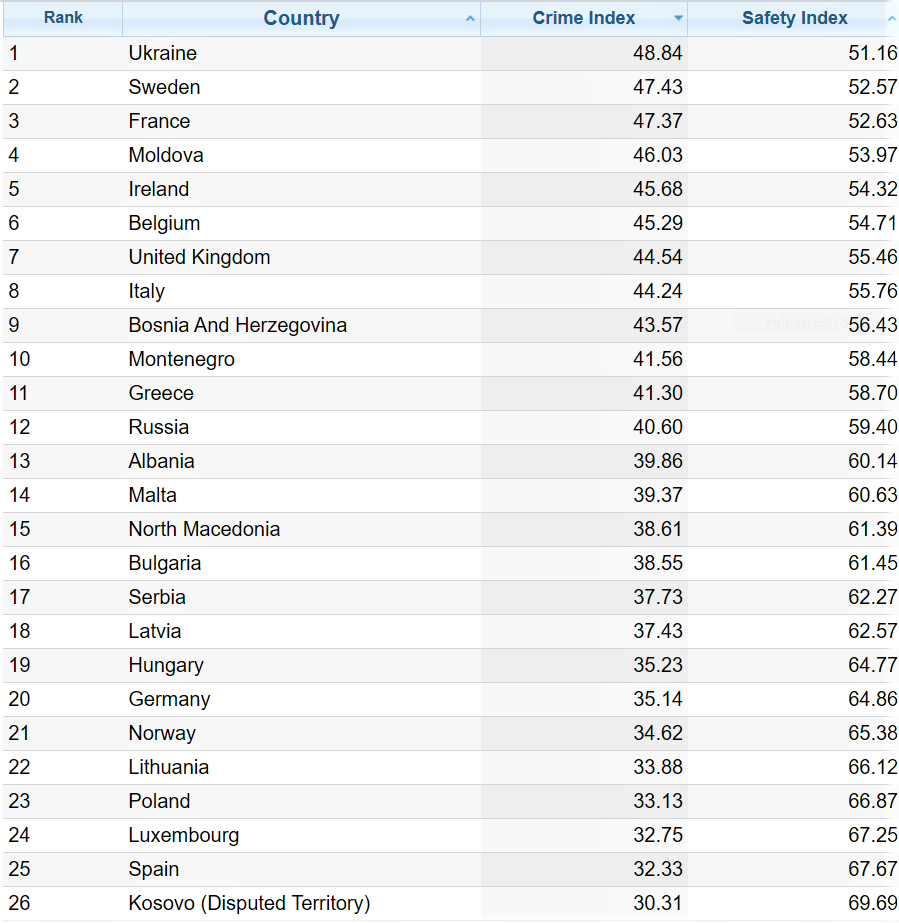 Rank Country Crime Index Safety Index
1 Ukraine 48.84 51.16
2 Sweden 47.43 52.57
3 France 47.37 52.63
4 Moldova 46.03 53.97
5 Ireland 45.68 54.32
6 Belgium 45.29 54.71
7 United Kingdom 44.54 55.46
8 Italy 44.24 55.76
9 Bosnia And Herzegovina 43.57 Full-screen 56.43
10 Montenegro 41.56 58.44
11 Greece 41.30 58.70
12 Russia 40.60 59.40
13 Albania 39.86 60.14
14 Malta 39.37 60.63
15 North Macedonia 38.61 61.39
16 Bulgaria 38.55 61.45
17 Serbia 37.73 62.27
18 Latvia 37.43 62.57
19 Hungary 35.23 64.77
20 Germany 35.14 64.86
21 Norway 34.62 65.38
22 Lithuania 33.88 66.12
23 Poland 33.13 66.87
24 Luxembourg 32.75 67.25
25 Spain 32.33 67.67
26 Kosovo (Disputed Territory) 30.31 69.69